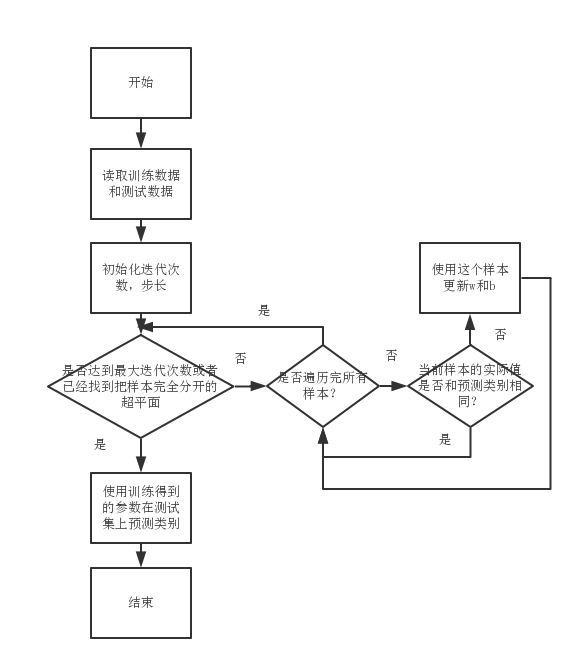 开始
读取训练数据
和测试数据
初始化迭代次
数，步长
使用这个样本
更新w和b
是
否
否
否
是否达到最大迭代次数或者
已经找到把样本完全分开的
超平面
是否遍历完所有
样本？
当前样本的实际值
是否和预测类别相
同？
是
是
使用训练得到
的参数在测试
集上预测类别
结束